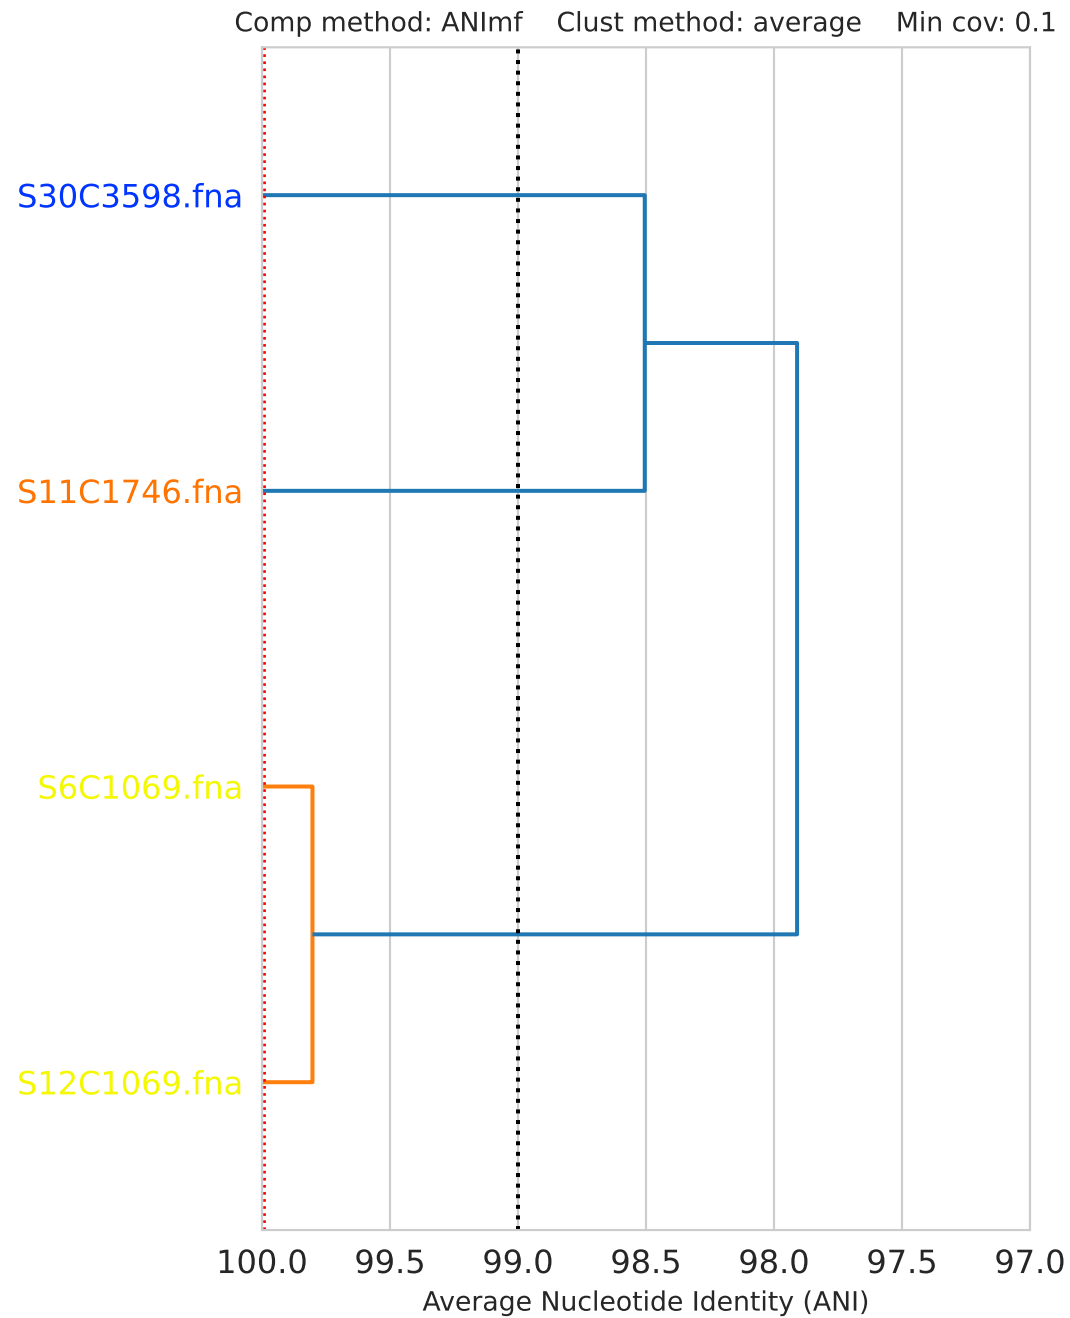 Comp method: ANImf    Clust method: average    Min cov: 0.1
S30C3598.fna
S11C1746.fna
S6C1069.fna
S12C1069.fna
100.0 99.5 99.0 98.5 98.0 97.5 97.0
Average Nucleotide Identity (ANI)